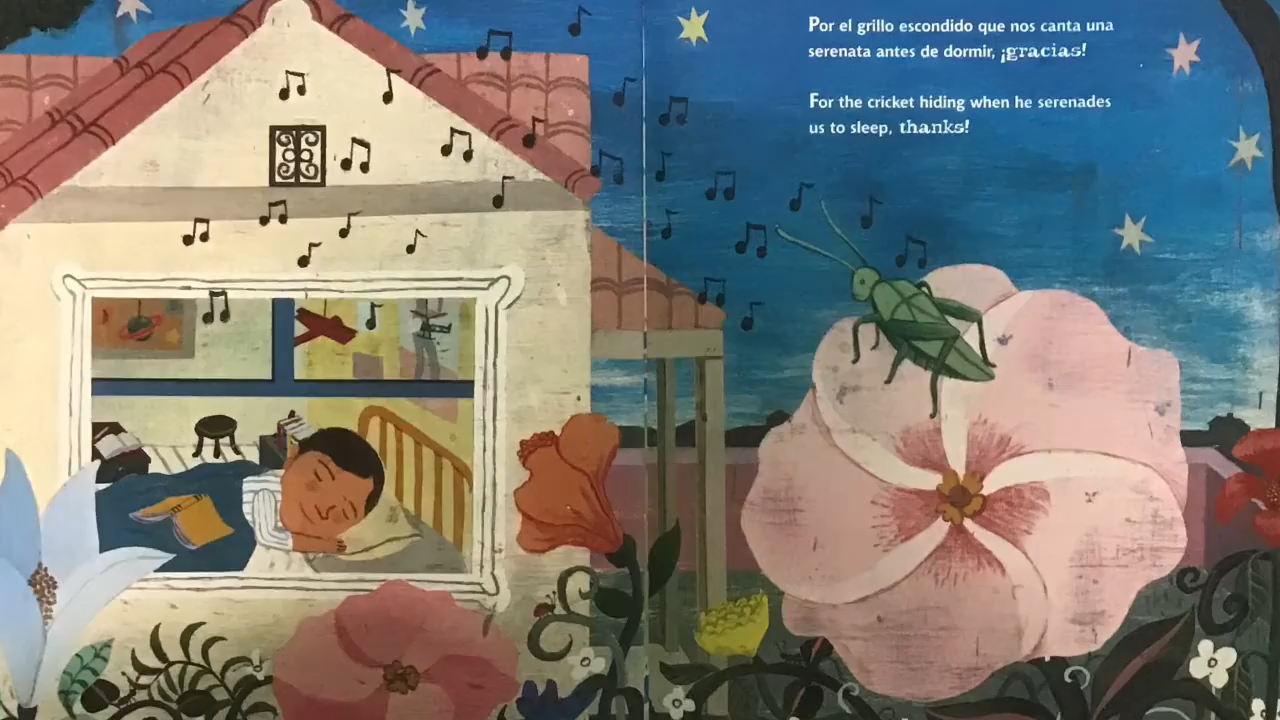 Por el grillo escondido que nos canta una
serenata antes de dormir, ¡gracias!
For the cricket hiding when he serenades
us to sleep, thanks!